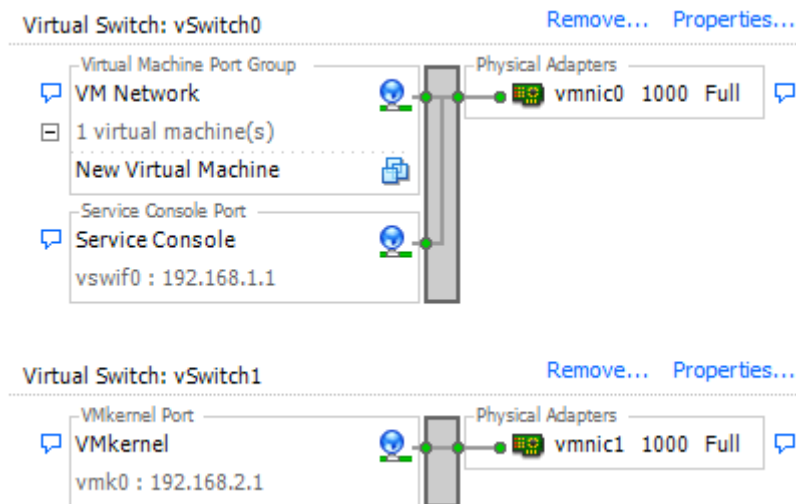 Virtual Switch: vSwitch0 Remove... Properties...
Virtual Machine Port Group Physical Adapters
VM Network vmnic0 1000 Full
1 virtual machine(s)
New Virtual Machine
Service Console Port
Service Console
vswif0 : 192.168.1.1
Virtual Switch: vSwitch1 Remove... Properties...
VMkernel Port Physical Adapters
VMkernel vmnic1 1000 Full
vmk0 : 192.168.2.1